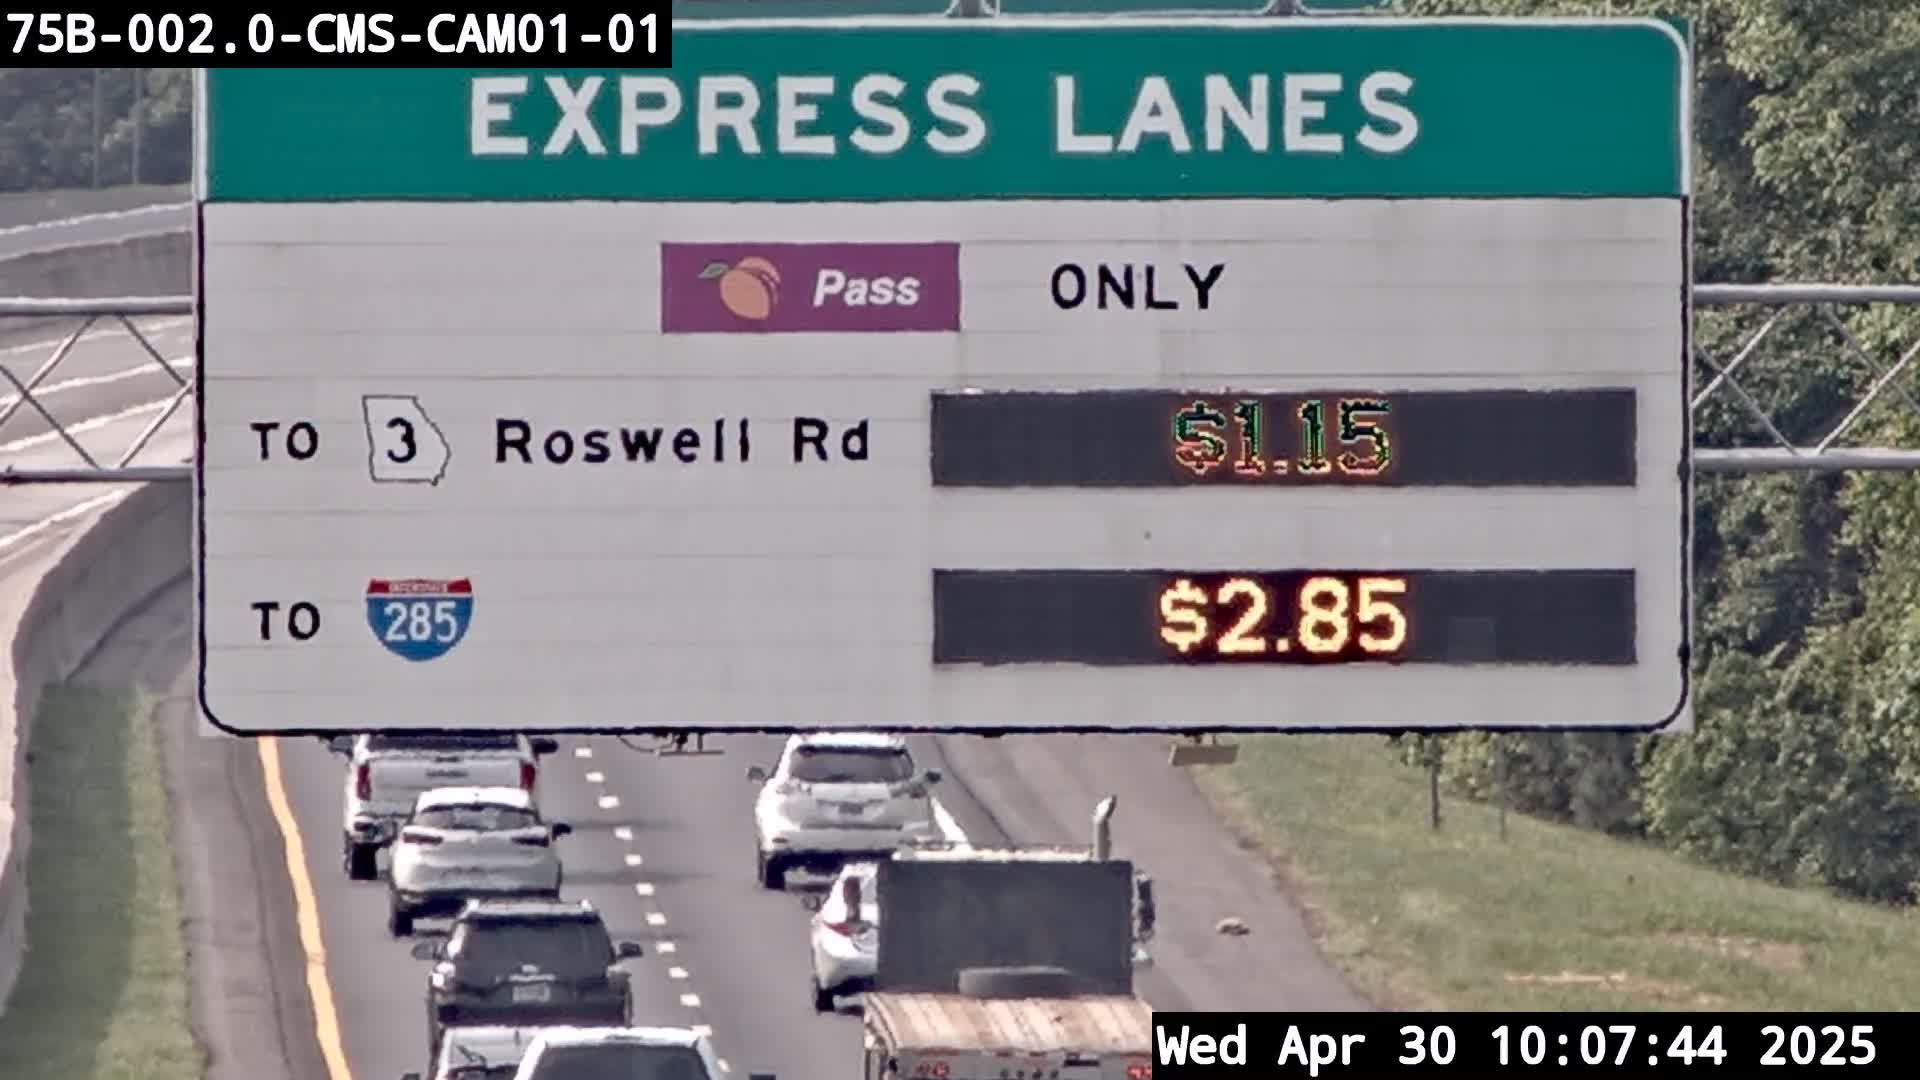 75B-002.0-CMS-CAM01-01
EXPRESS LANES
Pass ONLY
TO 3 Roswell Rd $1.15
TO INTERSTATE 285 $2.85
Wed Apr 30 10:07:44 2025